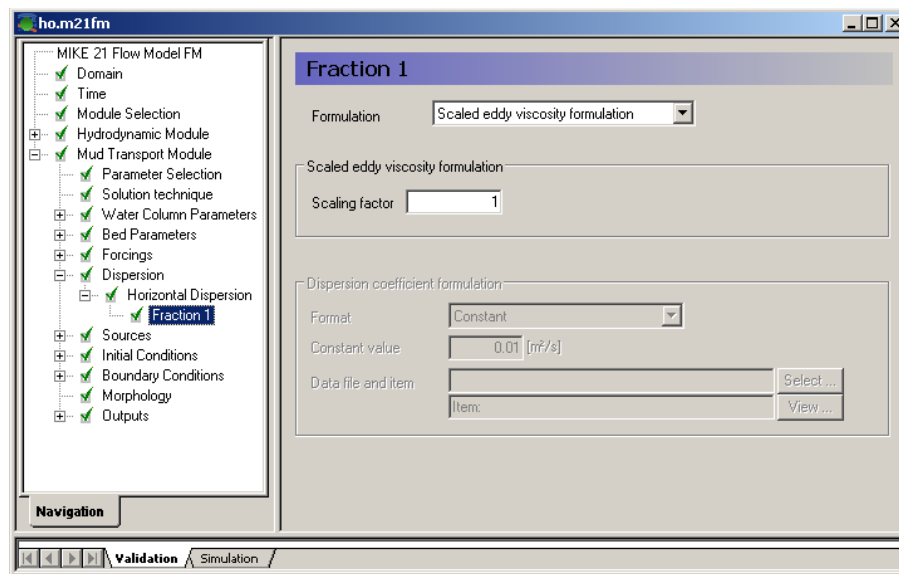 ho.m21fm
MIKE 21 Flow Model FM
Domain
Time
Module Selection
Hydrodynamic Module
Mud Transport Module
Parameter Selection
Solution technique
Water Column Parameters
Bed Parameters
Forcings
Dispersion
Horizontal Dispersion
Fraction 1
Sources
Initial Conditions
Boundary Conditions
Morphology
Outputs
Navigation
Fraction 1
Formulation Scaled eddy viscosity formulation
Scaled eddy viscosity formulation
Scaling factor 1
Dispersion coefficient formulation
Format Constant
Constant value 0.01 [m²/s]
Data file and item Select ...
Item: View ...
Validation Simulation